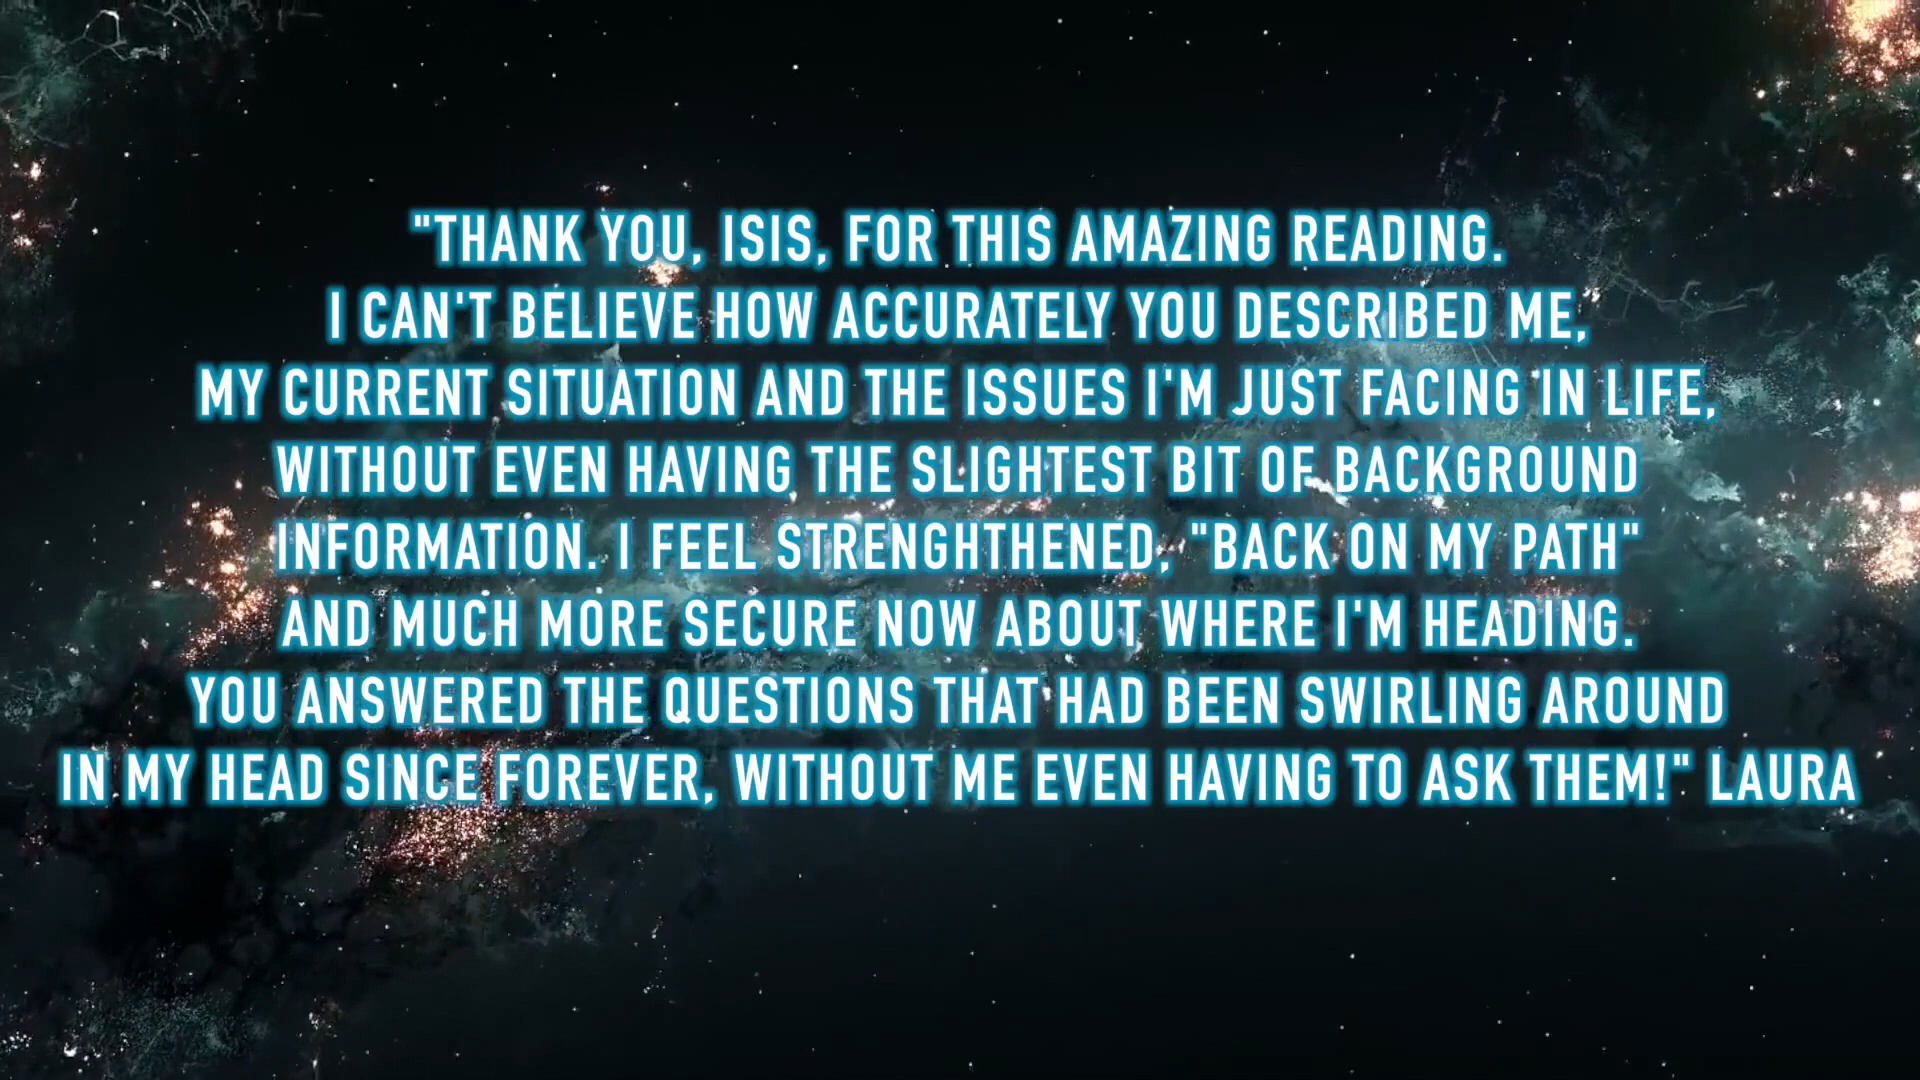 "THANK YOU, ISIS, FOR THIS AMAZING READING.
I CAN'T BELIEVE HOW ACCURATELY YOU DESCRIBED ME,
MY CURRENT SITUATION AND THE ISSUES I'M JUST FACING IN LIFE,
WITHOUT EVEN HAVING THE SLIGHTEST BIT OF BACKGROUND
INFORMATION. I FEEL STRENGHTHENED, "BACK ON MY PATH"
AND MUCH MORE SECURE NOW ABOUT WHERE I'M HEADING.
YOU ANSWERED THE QUESTIONS THAT HAD BEEN SWIRLING AROUND
IN MY HEAD SINCE FOREVER, WITHOUT ME EVEN HAVING TO ASK THEM!" LAURA